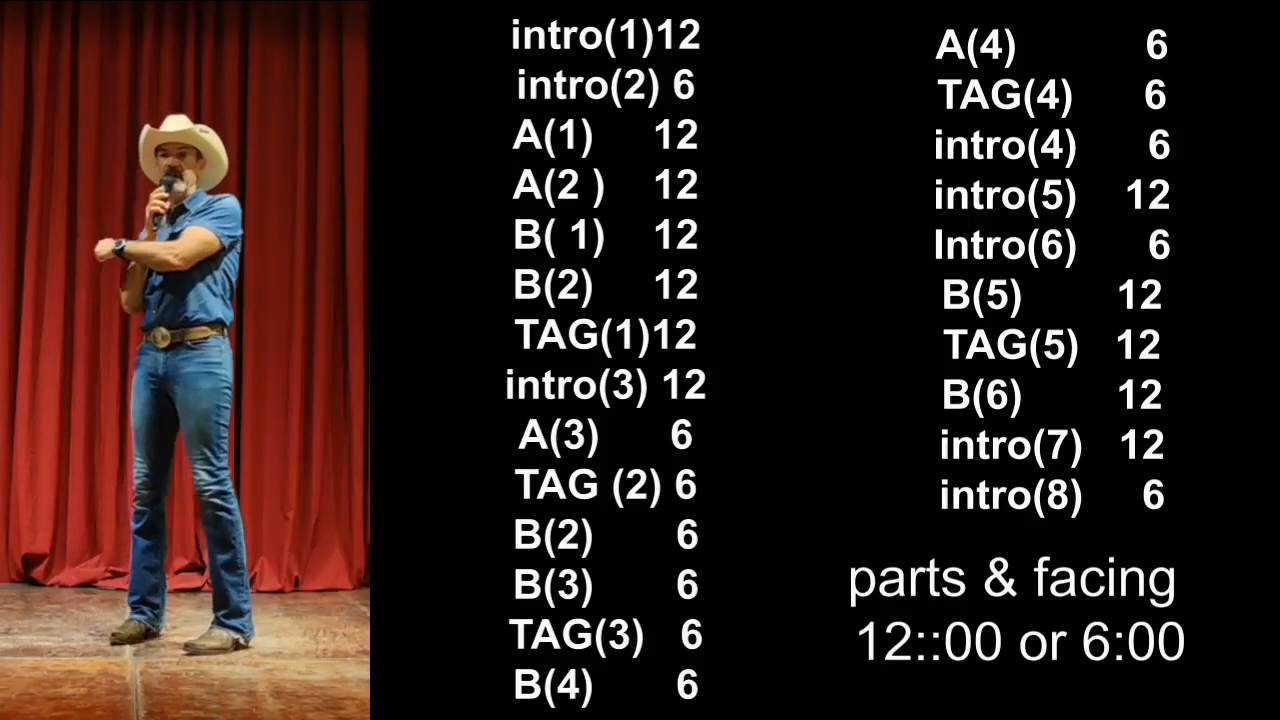 intro(1)12
intro(2) 6
A(1) 12
A(2 ) 12
B( 1) 12
B(2) 12
TAG(1)12
intro(3) 12
A(3) 6
TAG (2) 6
B(2) 6
B(3) 6
TAG(3) 6
B(4) 6
A(4) 6
TAG(4) 6
intro(4) 6
intro(5) 12
Intro(6) 6
B(5) 12
TAG(5) 12
B(6) 12
intro(7) 12
intro(8) 6
parts & facing
12::00 or 6:00